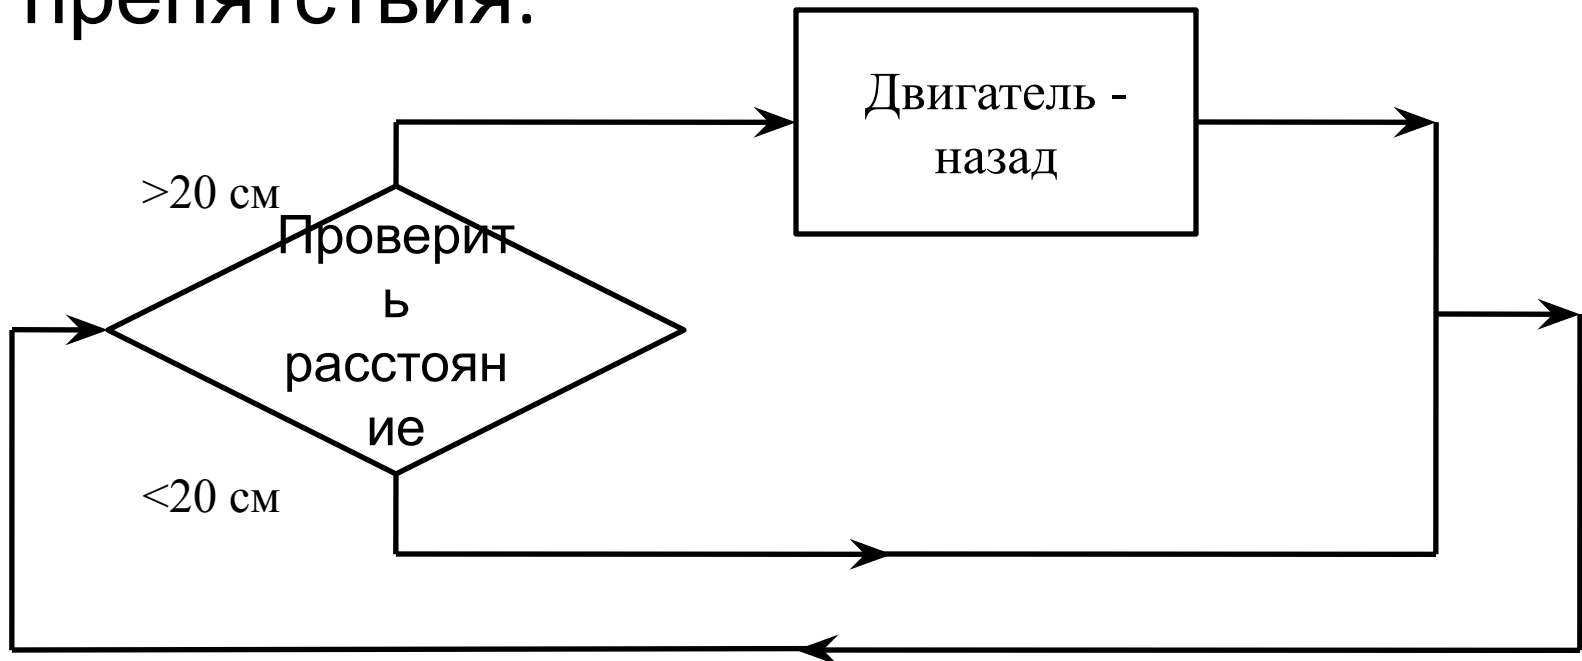 препятствия.
Двигатель -
назад
>20 см
Проверит
ь
расстоян
ие
<20 см